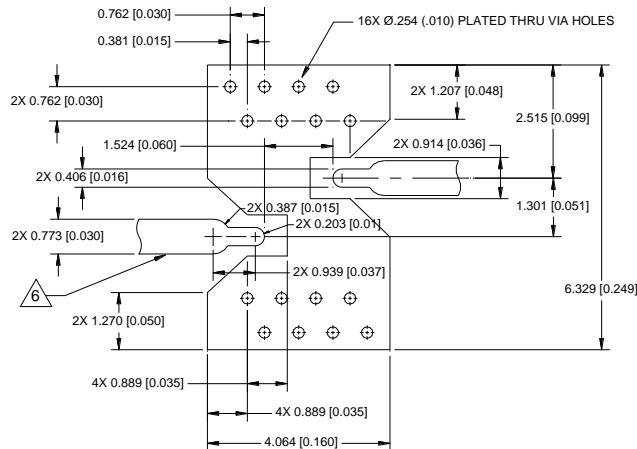 0.762 [0.030]
16X Ø.254 (.010) PLATED THRU VIA HOLES
0.381 [0.015]
2X 0.762 [0.030]
2X 1.207 [0.048]
2.515 [0.099]
1.524 [0.060]
2X 0.914 [0.036]
2X 0.406 [0.016]
2X 0.387 [0.015]
1.301 [0.051]
2X 0.203 [0.01]
2X 0.773 [0.030]
2X 0.939 [0.037]
6
6.329 [0.249]
2X 1.270 [0.050]
4X 0.889 [0.035]
4X 0.889 [0.035]
4.064 [0.160]